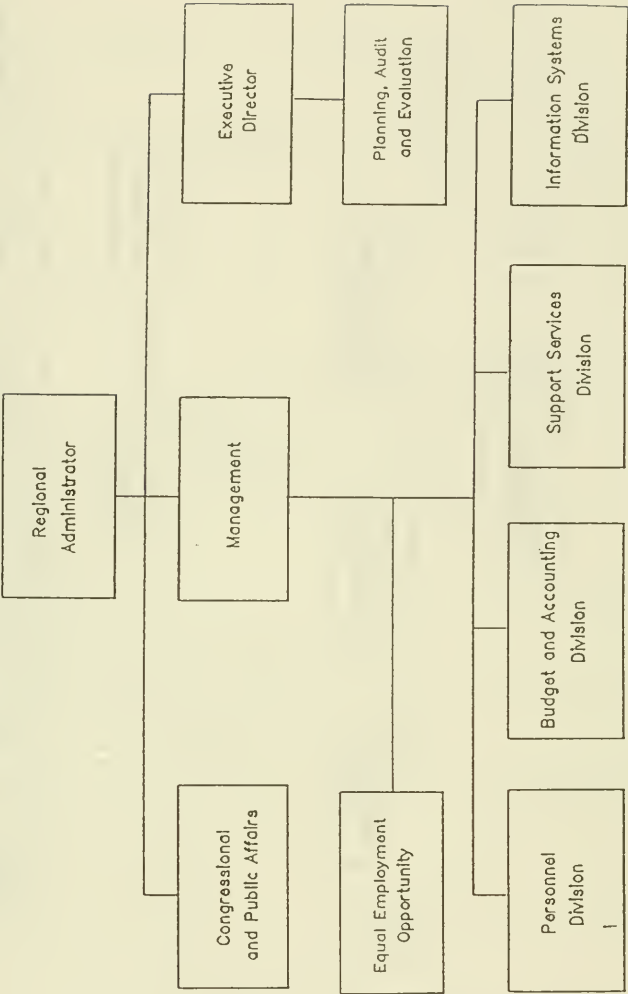 Regional
Administrator
Congressional
and Public Affairs
Management
Executive
Director
Equal Employment
Opportunity
Planning, Audit
and Evaluation
Personnel
Division
Budget and Accounting
Division
Support Services
Division
Information Systems
Division